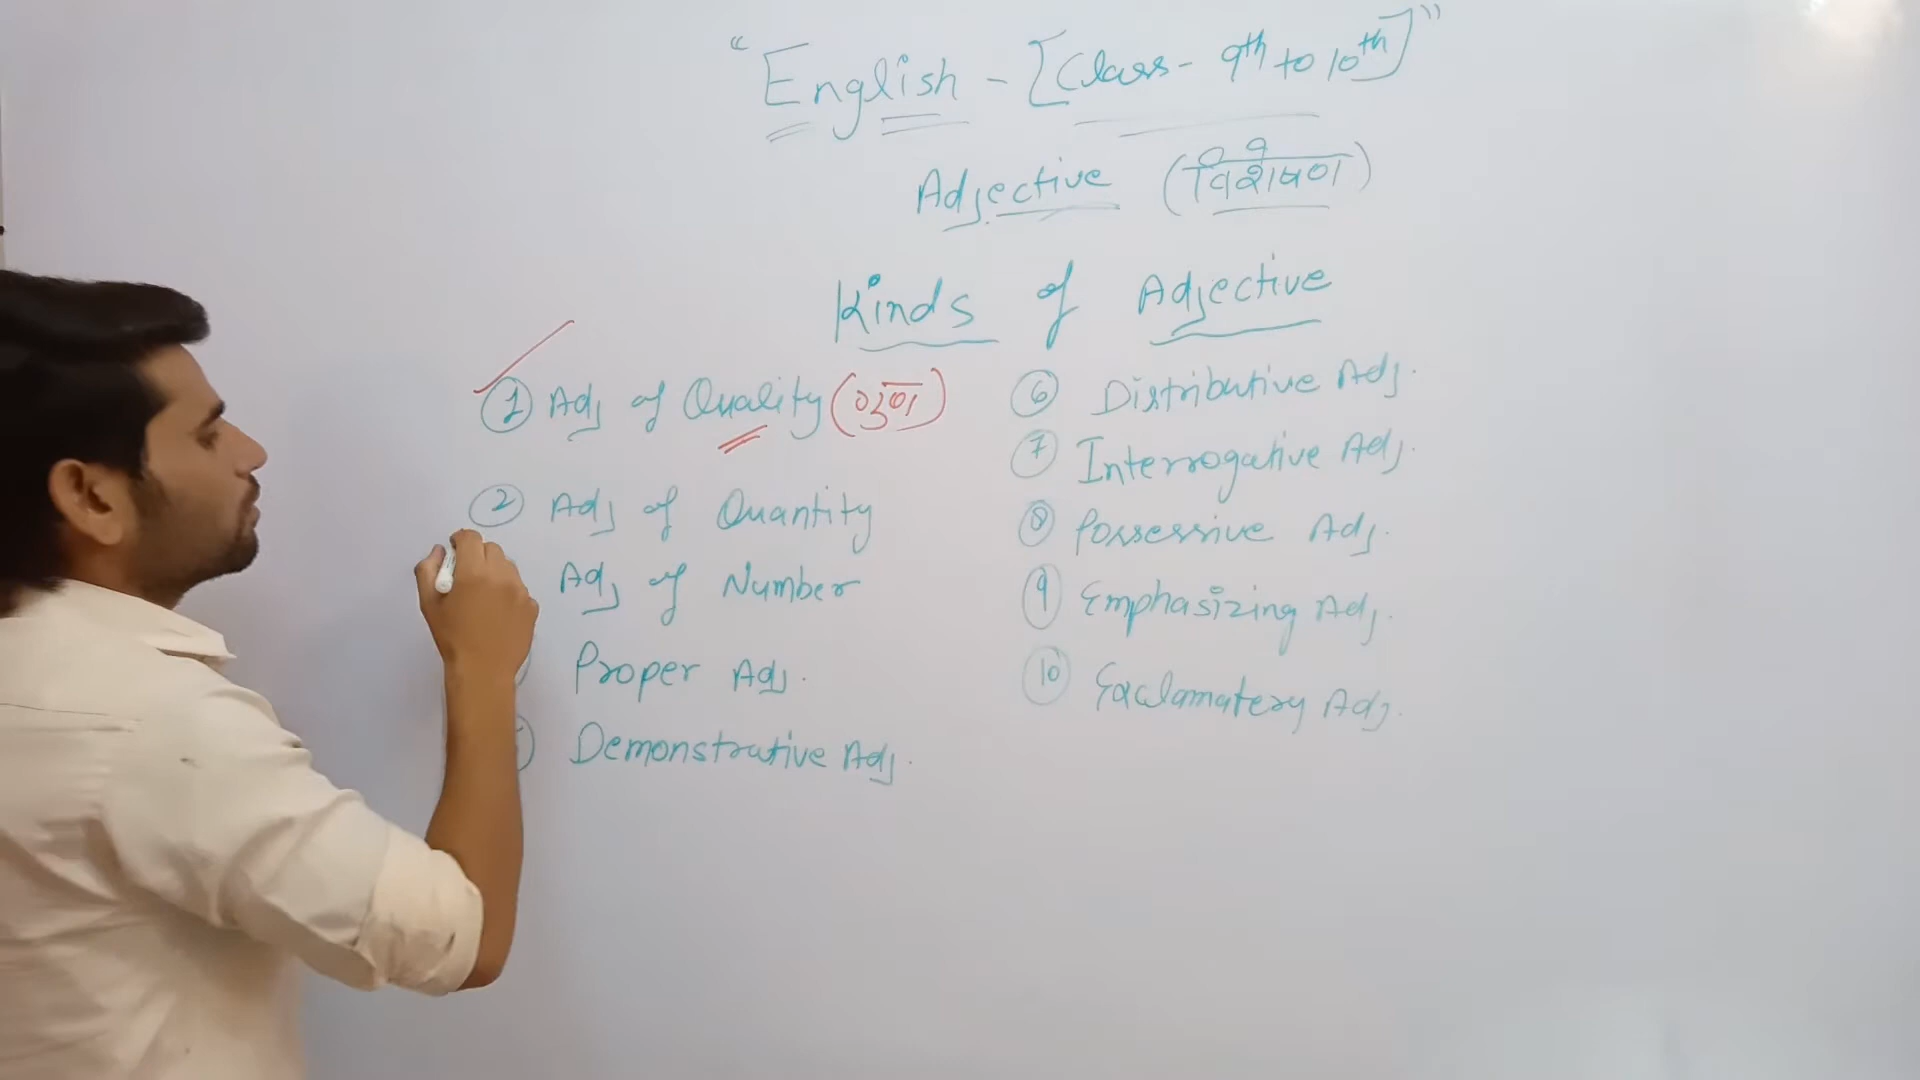 "English - [Class - 9th to 10th]"
Adjective (विशेषण)
Kinds of Adjective
1 Adj of Quality (गुण)
2 Adj of Quantity
Adj of Number
Proper Adj.
Demonstrative Adj.
6 Distributive Adj.
7 Interrogative Adj.
8 Possessive Adj.
9 Emphasizing Adj.
10 Exclamatery Adj.